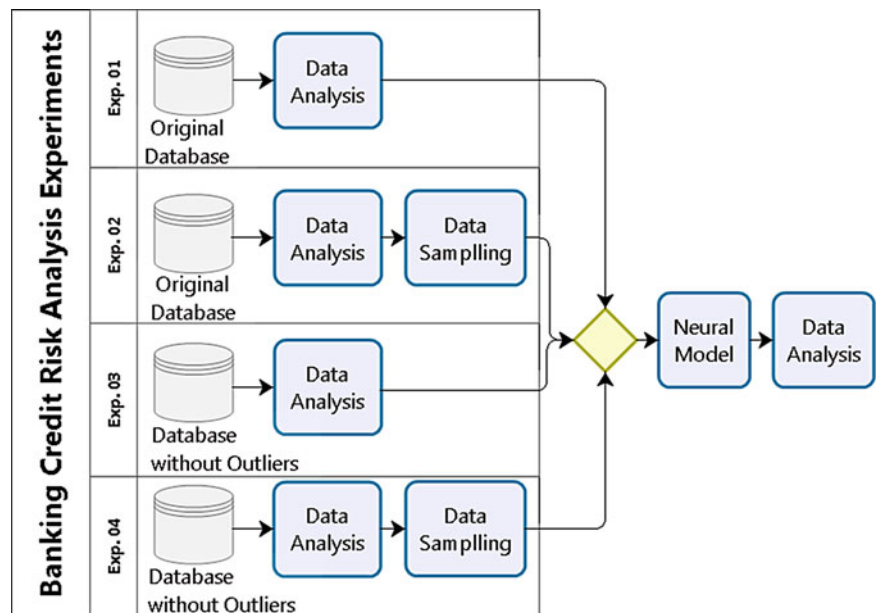 Banking Credit Risk Analysis Experiments
Exp. 01
Original
Database
Data
Analysis
Exp. 02
Original
Database
Data
Analysis
Data
Samplling
Exp. 03
Database
without Outliers
Data
Analysis
Exp. 04
Database
without Outliers
Data
Analysis
Data
Samplling
Neural
Model
Data
Analysis